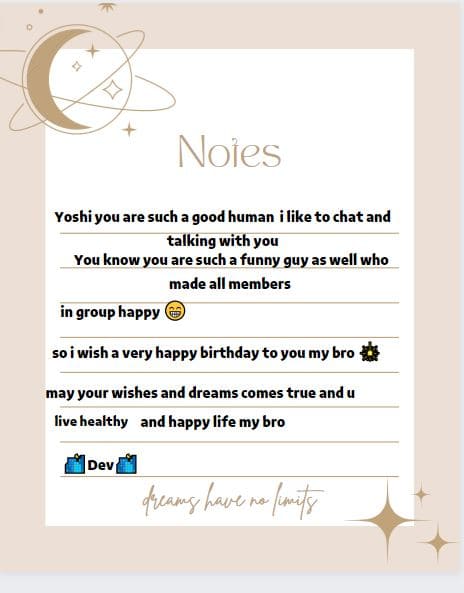 Notes
Yoshi you are such a good human i like to chat and
talking with you
You know you are such a funny guy as well who
made all members
in group happy 😁
so i wish a very happy birthday to you my bro
may your wishes and dreams comes true and u
live healthy and happy life my bro
Dev
dreams have no limits